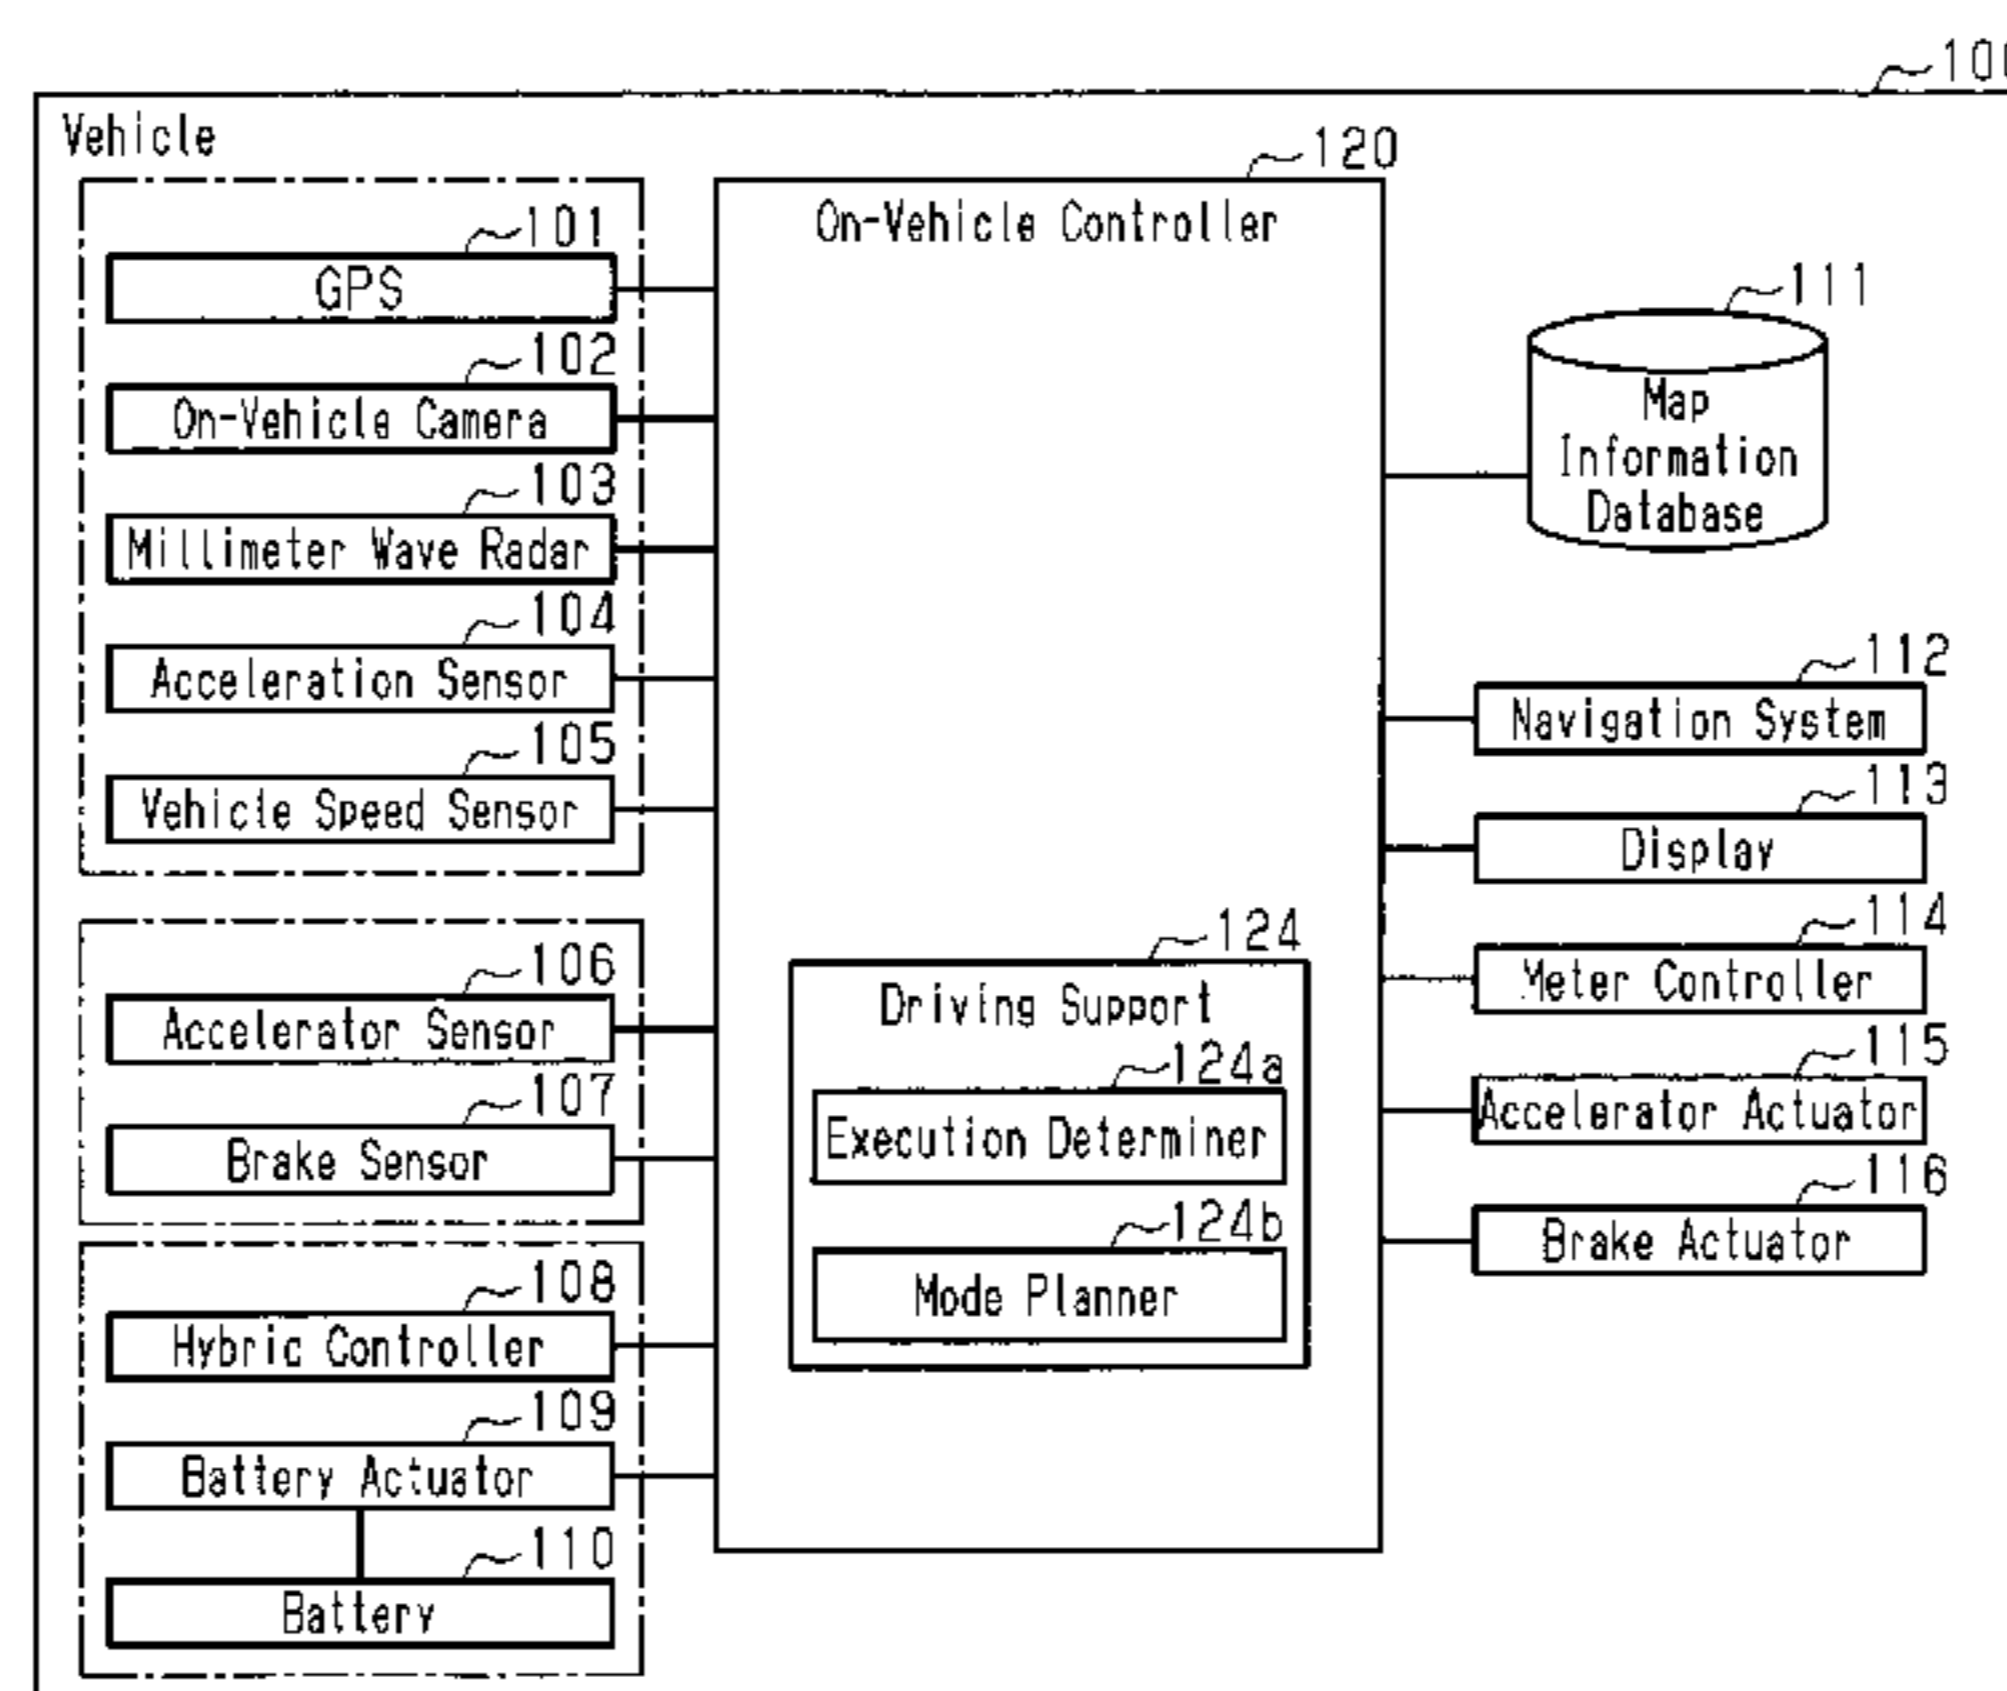 100
Vehicle
120
On-Vehicle Controller
101
GPS
102
On-Vehicle Camera
103
Millimeter Wave Radar
104
Acceleration Sensor
105
Vehicle Speed Sensor
106
Accelerator Sensor
107
Brake Sensor
108
Hybric Controller
109
Battery Actuator
110
Battery
124
Driving Support
124a
Execution Determiner
124b
Mode Planner
111
Map
Information
Database
112
Navigation System
113
Display
114
Meter Controller
115
Accelerator Actuator
116
Brake Actuator